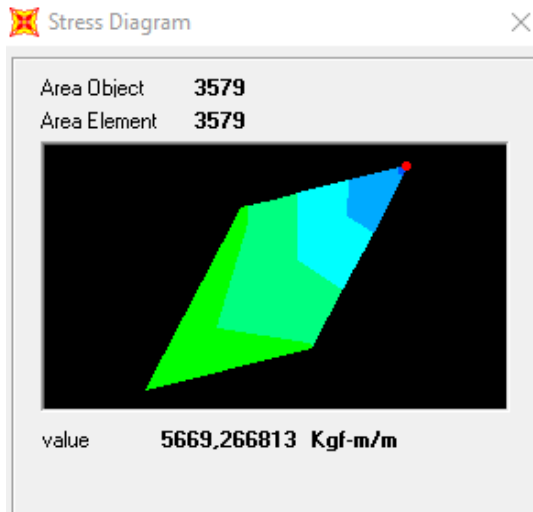 Stress Diagram
Area Object 3579
Area Element 3579
value 5669,266813 Kgf-m/m